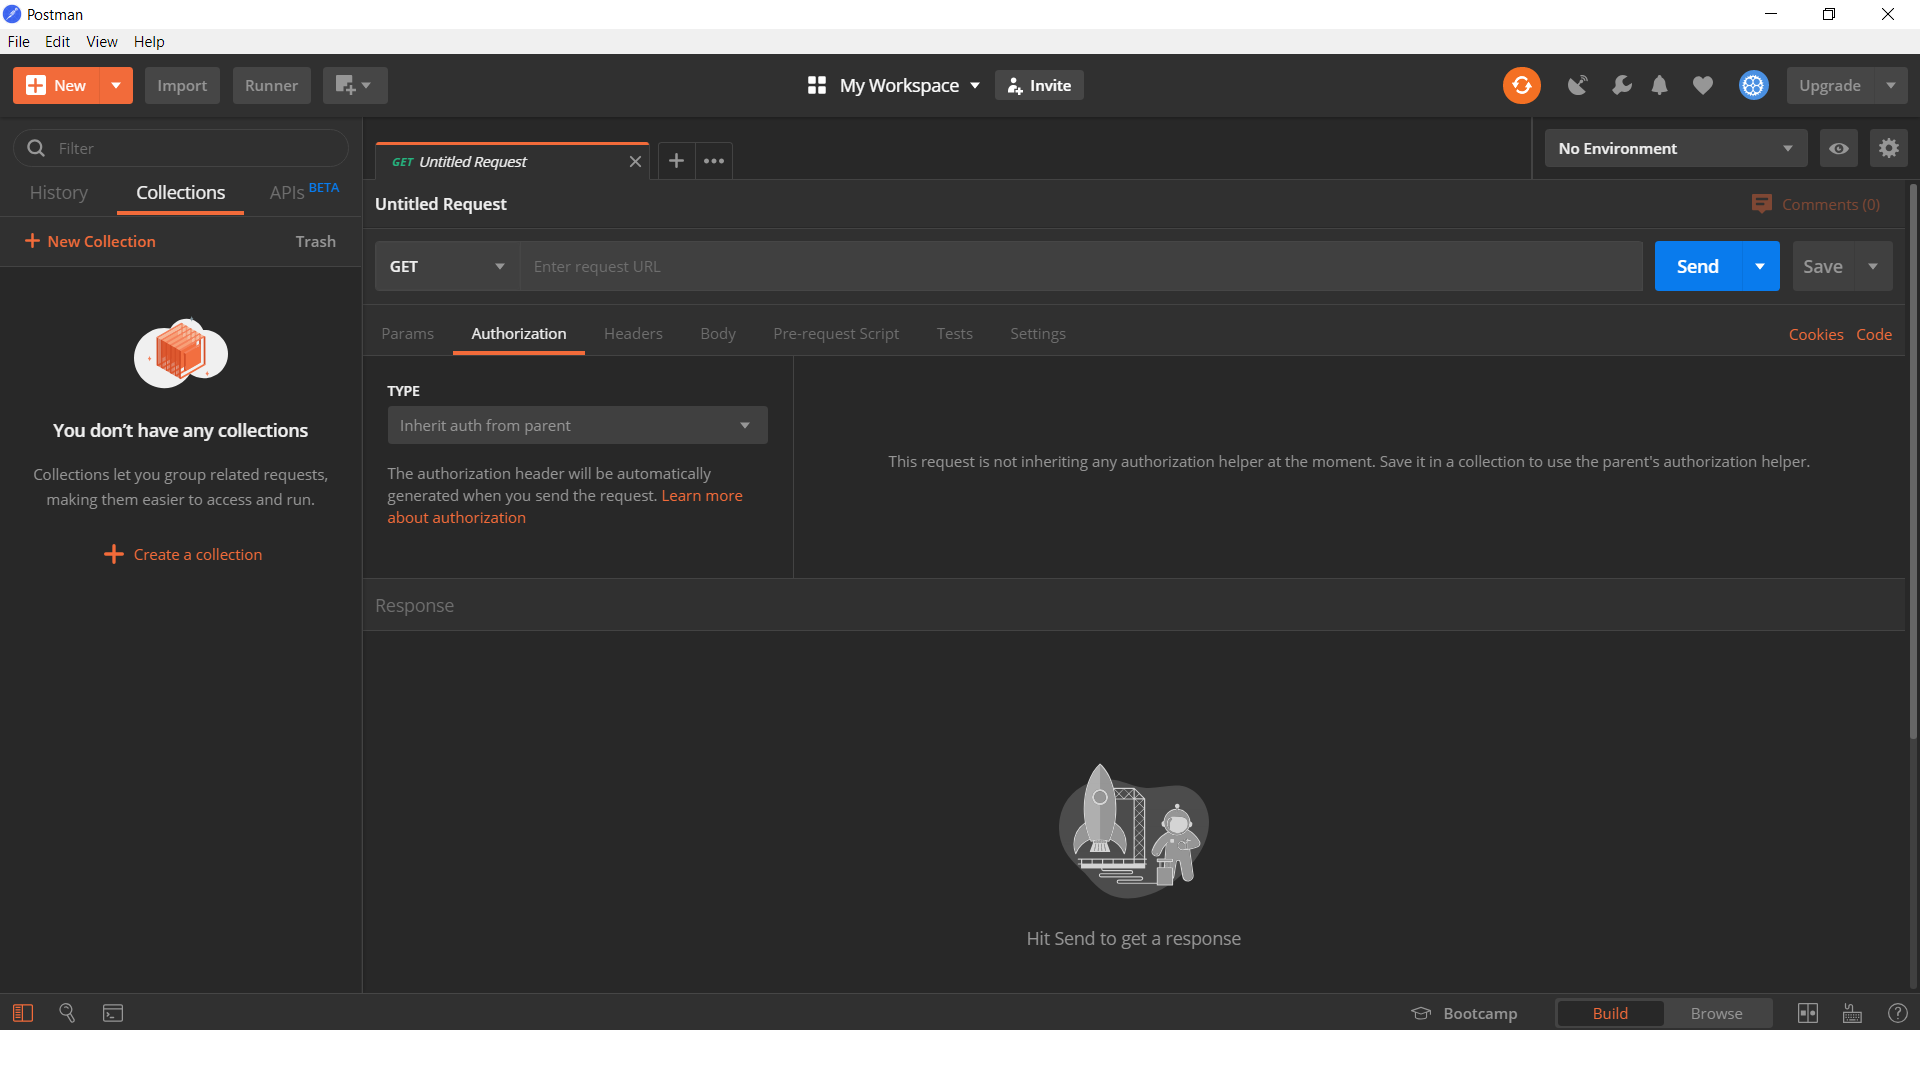 Postman
File Edit View Help
New Import Runner My Workspace Invite Upgrade
Filter
GET Untitled Request
No Environment
History Collections APIs BETA
Untitled Request
Comments (0)
New Collection Trash
GET Enter request URL Send Save
Params Authorization Headers Body Pre-request Script Tests Settings Cookies Code
TYPE
Inherit auth from parent
The authorization header will be automatically
generated when you send the request. Learn more
about authorization
This request is not inheriting any authorization helper at the moment. Save it in a collection to use the parent's authorization helper.
You don’t have any collections
Collections let you group related requests,
making them easier to access and run.
Create a collection
Response
Hit Send to get a response
Bootcamp Build Browse